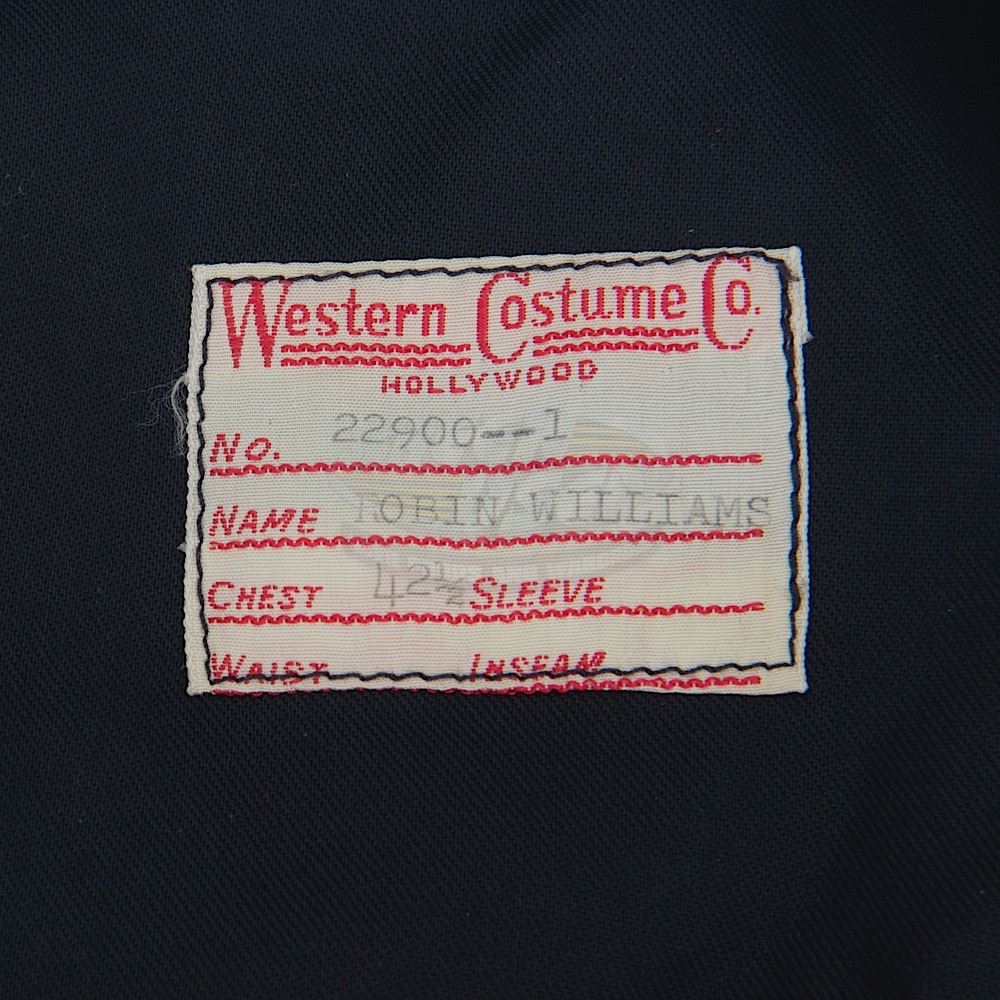 Western Costume Co.
HOLLYWOOD
No. 22900--1
NAME ROBIN WILLIAMS
CHEST 42½ SLEEVE
WAIST INSEAM